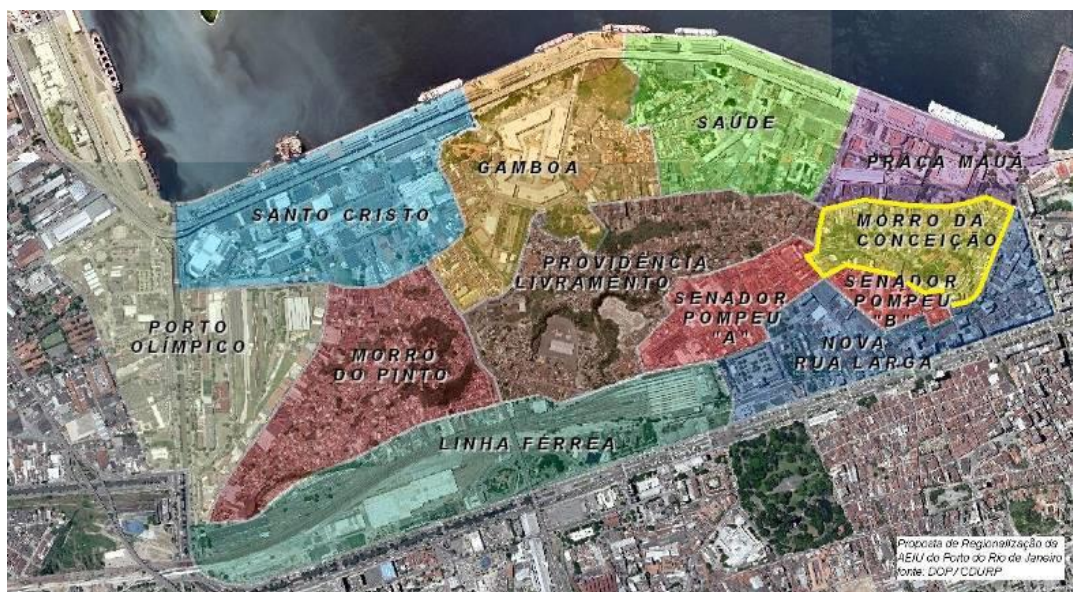 SAÚDE
GAMBOA
PRAÇA MAUÁ
SANTO CRISTO
MORRO DA
CONCEIÇÃO
PROVIDÊNCIA
LIVRAMENTO
SENADOR
POMPEU
"A"
SENADOR
POMPEU
"B"
PORTO
OLÍMPICO
MORRO
DO PINTO
NOVA
RUA LARGA
LINHA FÉRREA
Proposta de Regionalização da
AEIU do Porto do Rio de Janeiro
fonte: DOP/CDURP